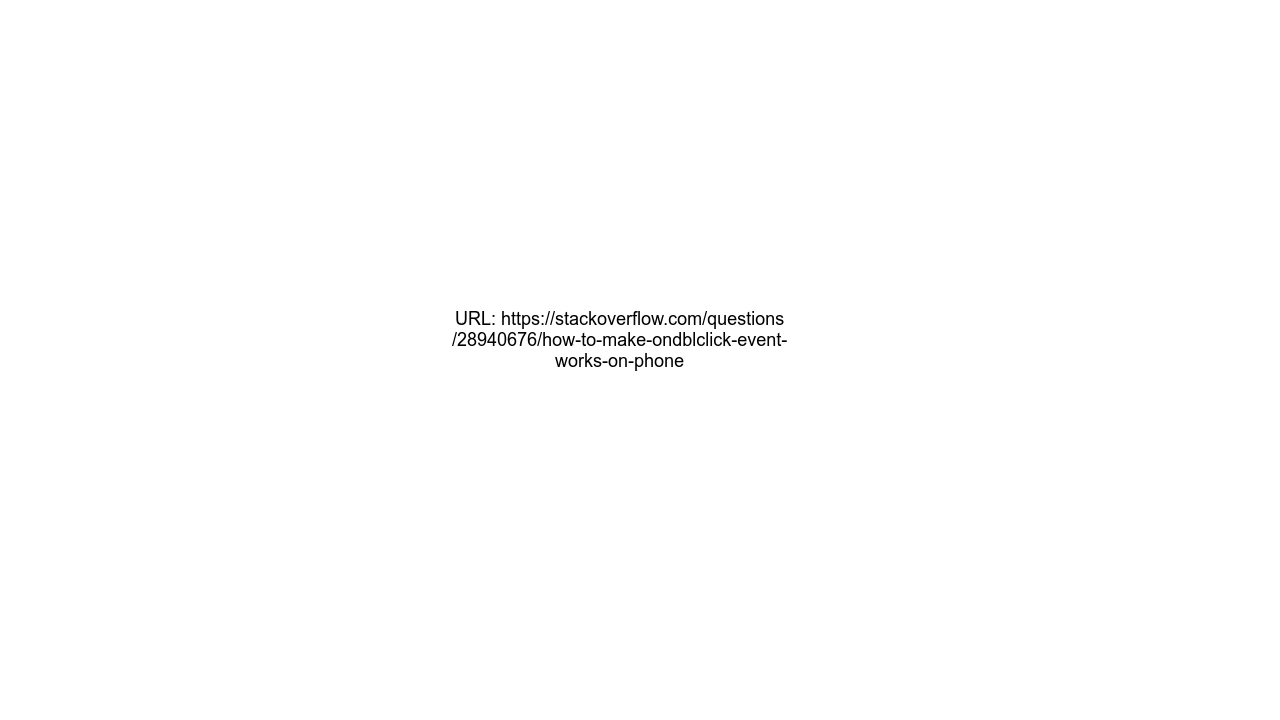 URL: https://stackoverflow.com/questions
/28940676/how-to-make-ondblclick-event-
works-on-phone